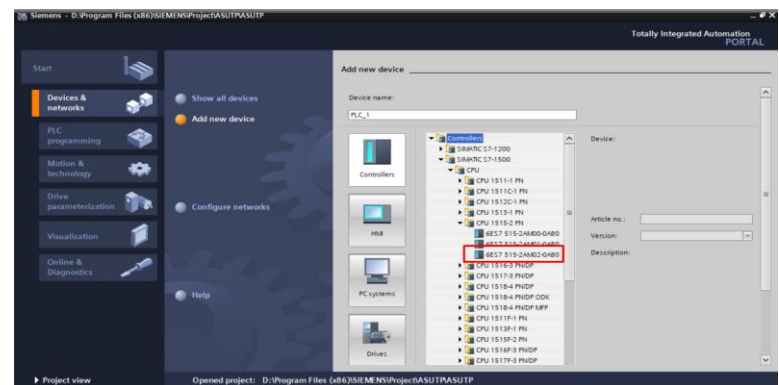 Siemens - D:\Program Files (x86)\SIEMENS\Project\ASUTP\ASUTP
Totally Integrated Automation
PORTAL
Start
Devices &
networks
PLC
programming
Motion &
technology
Drive
parameterization
Visualization
Online &
Diagnostics
Show all devices
Add new device
Configure networks
Help
Add new device
Device name:
PLC_1
Controllers
HMI
PC systems
Drives
Controllers
SIMATIC S7-1200
SIMATIC S7-1500
CPU
CPU 1511-1 PN
CPU 1511C-1 PN
CPU 1512C-1 PN
CPU 1513-1 PN
CPU 1515-2 PN
6ES7 515-2AM00-0AB0
6ES7 515-2AM01-0AB0
6ES7 515-2AM02-0AB0
CPU 1516-3 PN/DP
CPU 1517-3 PN/DP
CPU 1518-4 PN/DP
CPU 1518-4 PN/DP ODK
CPU 1518-4 PN/DP MFP
CPU 1511F-1 PN
CPU 1513F-1 PN
CPU 1515F-2 PN
CPU 1516F-3 PN/DP
CPU 1517F-3 PN/DP
Device:
Article no.:
Version:
Description:
Project view
Opened project: D:\Program Files (x86)\SIEMENS\Project\ASUTP\ASUTP